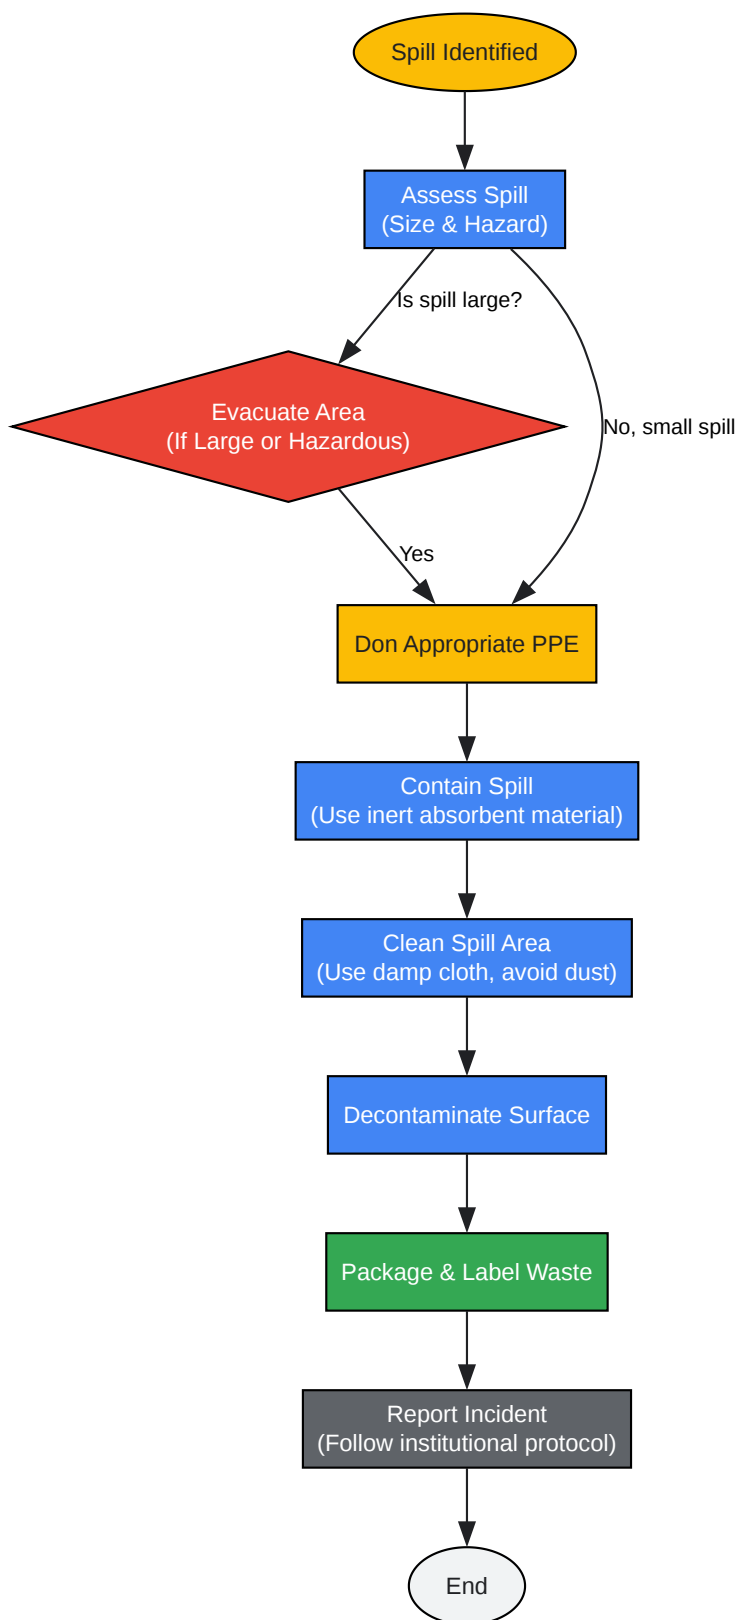 Spill Identified
Assess Spill
(Size & Hazard)
Is spill large?
Evacuate Area
(If Large or Hazardous)
No, small spill
Yes
Don Appropriate PPE
Contain Spill
(Use inert absorbent material)
Clean Spill Area
(Use damp cloth, avoid dust)
Decontaminate Surface
Package & Label Waste
Report Incident
(Follow institutional protocol)
End